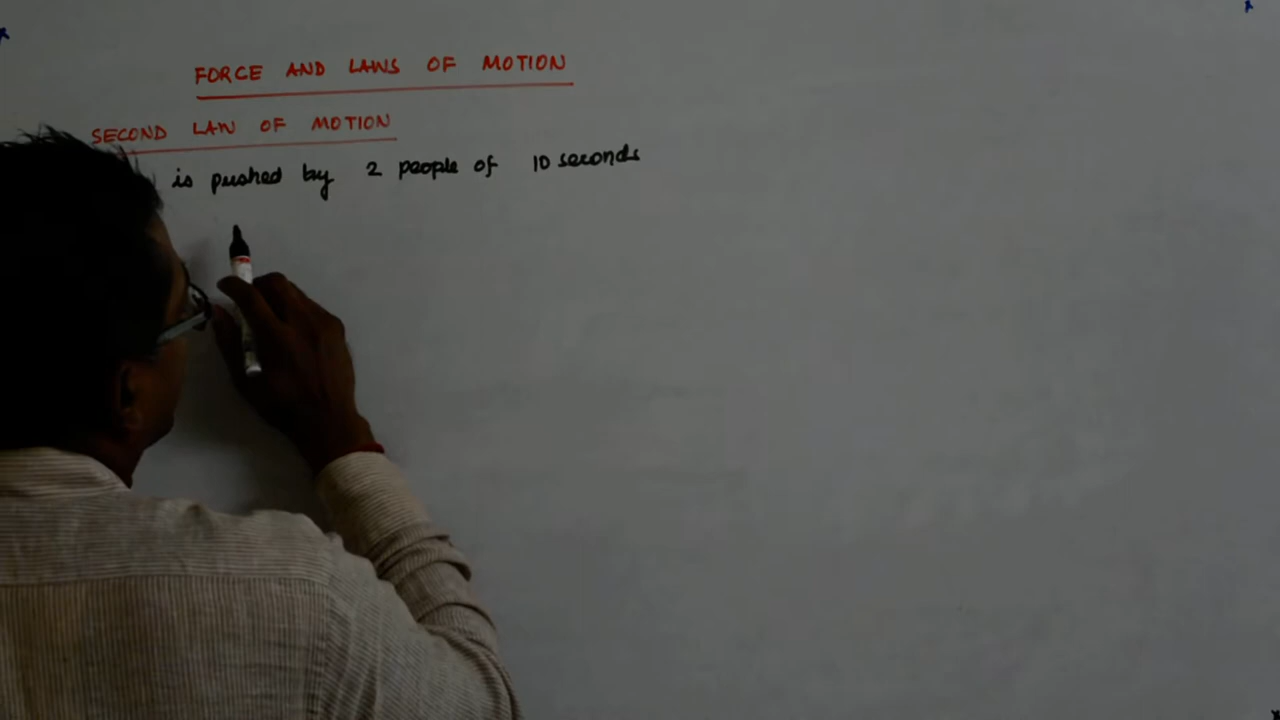 FORCE AND LAWS OF MOTION
SECOND LAW OF MOTION
is pushed by 2 people of 10 seconds